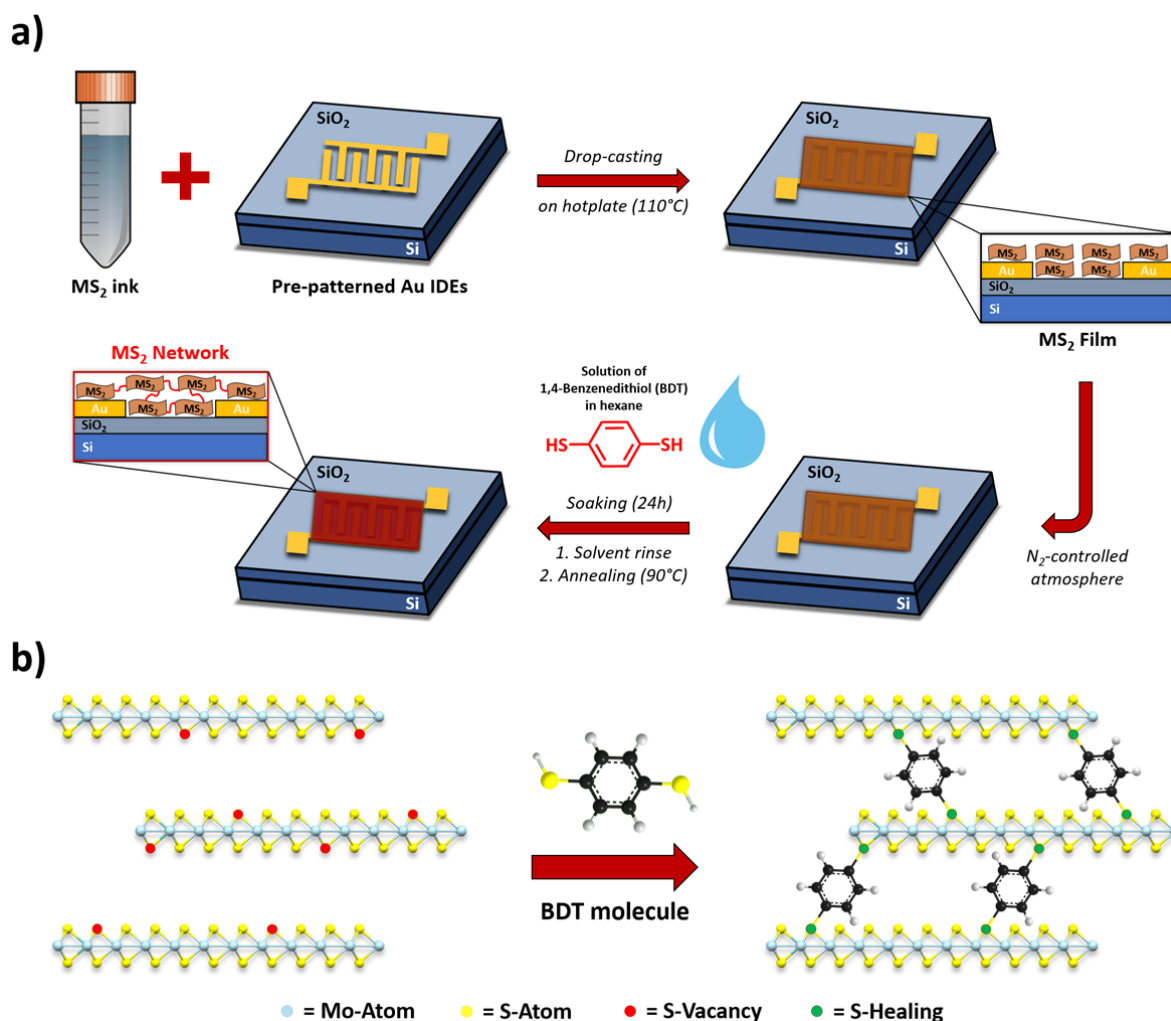 a)
MS2 ink
SiO2
Si
Pre-patterned Au IDEs
Drop-casting
on hotplate (110°C)
SiO2
Si
MS2 MS2 MS2 MS2
Au MS2 MS2 Au
SiO2
Si
MS2 Film
N2-controlled
atmosphere
MS2 Network
MS2 MS2 MS2 MS2
Au MS2 MS2 Au
SiO2
Si
Solution of
1,4-Benzenedithiol (BDT)
in hexane
HS SH
Soaking (24h)
1. Solvent rinse
2. Annealing (90°C)
SiO2
Si
SiO2
Si
b)
BDT molecule
= Mo-Atom = S-Atom = S-Vacancy = S-Healing